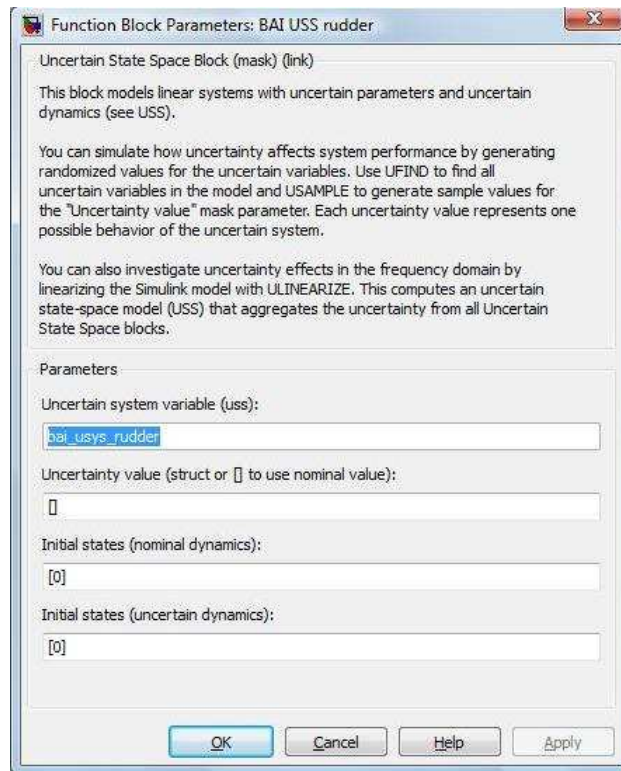 Function Block Parameters: BAI USS rudder
Uncertain State Space Block (mask) (link)
This block models linear systems with uncertain parameters and uncertain
dynamics (see USS).
You can simulate how uncertainty affects system performance by generating
randomized values for the uncertain variables. Use UFIND to find all
uncertain variables in the model and USAMPLE to generate sample values for
the "Uncertainty value" mask parameter. Each uncertainty value represents one
possible behavior of the uncertain system.
You can also investigate uncertainty effects in the frequency domain by
linearizing the Simulink model with ULINEARIZE. This computes an uncertain
state-space model (USS) that aggregates the uncertainty from all Uncertain
State Space blocks.
Parameters
Uncertain system variable (uss):
bai_usys_rudder
Uncertainty value (struct or [] to use nominal value):
[]
Initial states (nominal dynamics):
[0]
Initial states (uncertain dynamics):
[0]
OK Cancel Help Apply